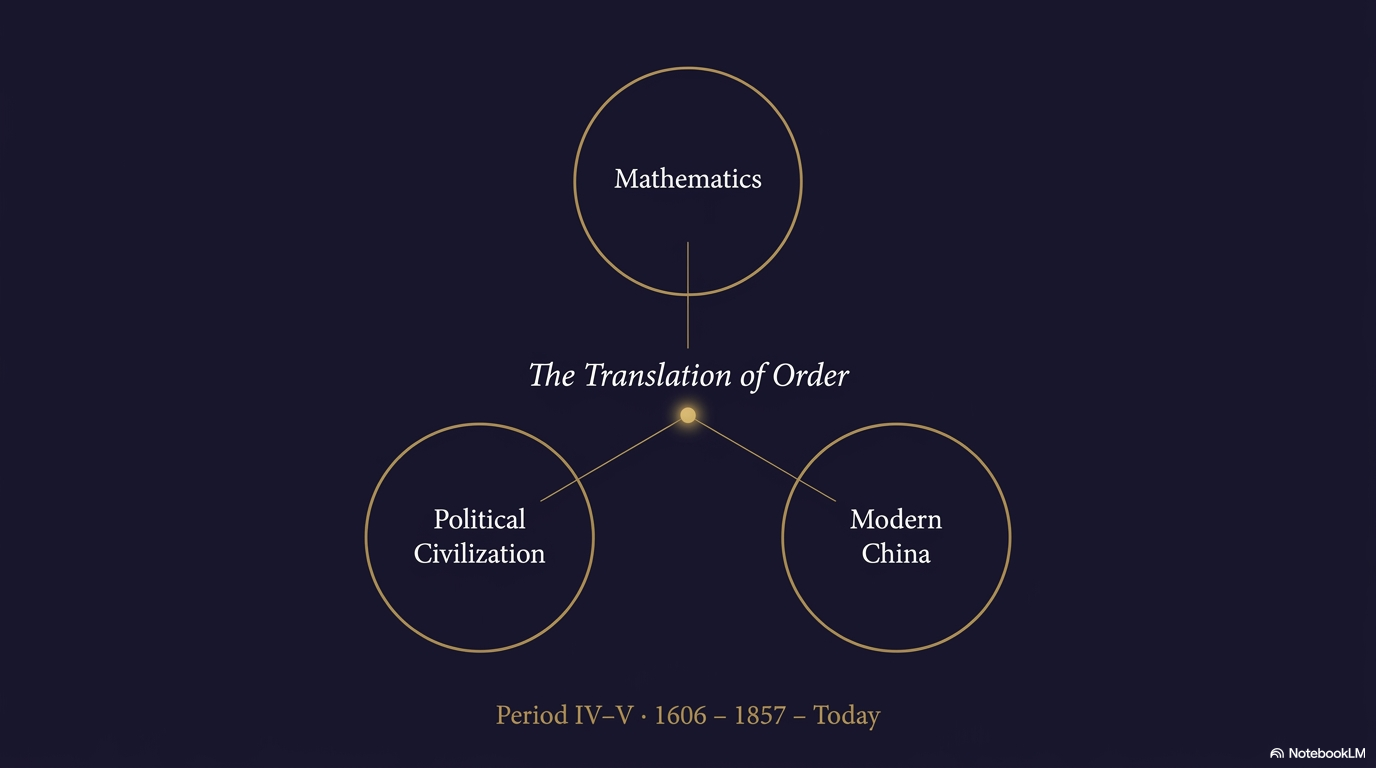 Mathematics
The Translation of Order
Political
Civilization
Modern
China
Period IV–V · 1606 – 1857 – Today
NotebookLM